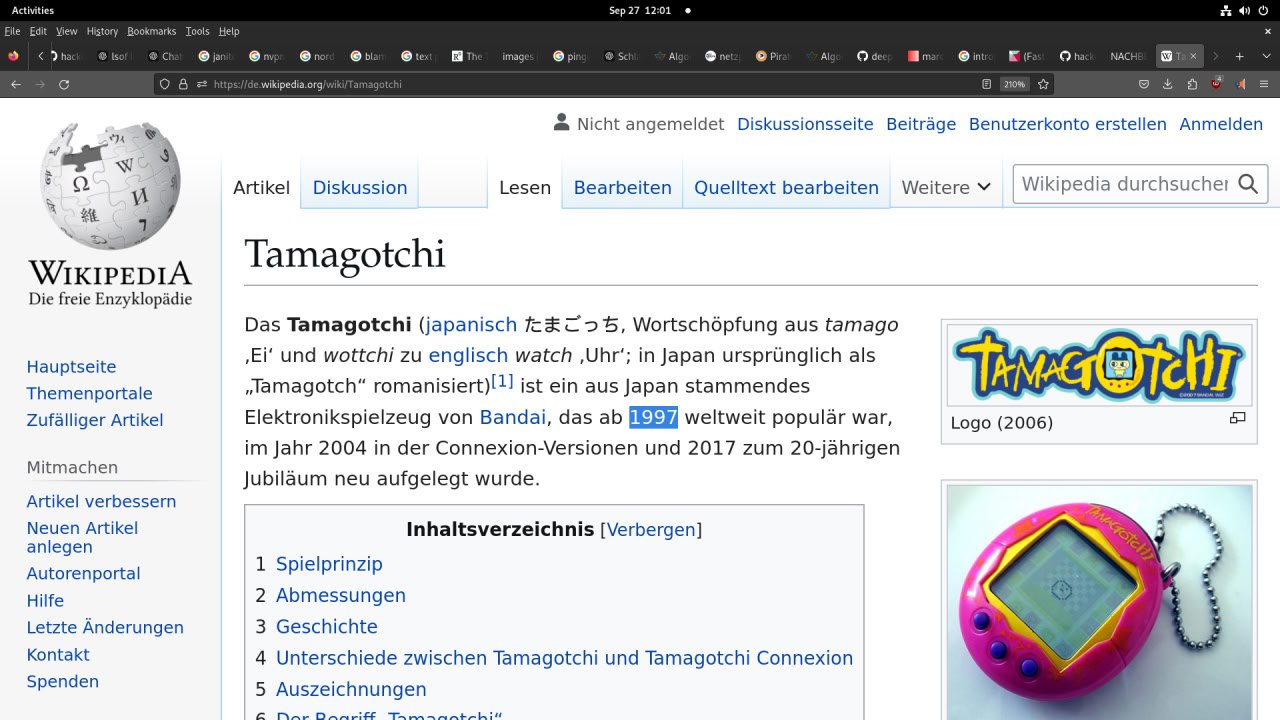 Activities
Sep 27 12:01
File Edit View History Bookmarks Tools Help
hack
lsof
Chat
janit
nvpn
nord
blam
text
R The
images
ping
Schl
Algo
netz
Pirat
Algo
deep
marc
intro
(Fast
hack
NACHB
W Ta
https://de.wikipedia.org/wiki/Tamagotchi
210%
4
Nicht angemeldet Diskussionsseite Beiträge Benutzerkonto erstellen Anmelden
Artikel Diskussion Lesen Bearbeiten Quelltext bearbeiten Weitere Wikipedia durchsuchen
WIKIPEDIA
Die freie Enzyklopädie
Hauptseite
Themenportale
Zufälliger Artikel
Mitmachen
Artikel verbessern
Neuen Artikel
anlegen
Autorenportal
Hilfe
Letzte Änderungen
Kontakt
Spenden
Tamagotchi
Das Tamagotchi (japanisch たまごっち, Wortschöpfung aus tamago
‚Ei‘ und wottchi zu englisch watch ‚Uhr‘; in Japan ursprünglich als
„Tamagotch“ romanisiert)[1] ist ein aus Japan stammendes
Elektronikspielzeug von Bandai, das ab 1997 weltweit populär war,
im Jahr 2004 in der Connexion-Versionen und 2017 zum 20-jährigen
Jubiläum neu aufgelegt wurde.
Inhaltsverzeichnis [Verbergen]
1 Spielprinzip
2 Abmessungen
3 Geschichte
4 Unterschiede zwischen Tamagotchi und Tamagotchi Connexion
5 Auszeichnungen
6 Der Begriff „Tamagotchi“
TAMAGOTCHI
Logo (2006)
TAMAGOTCHI